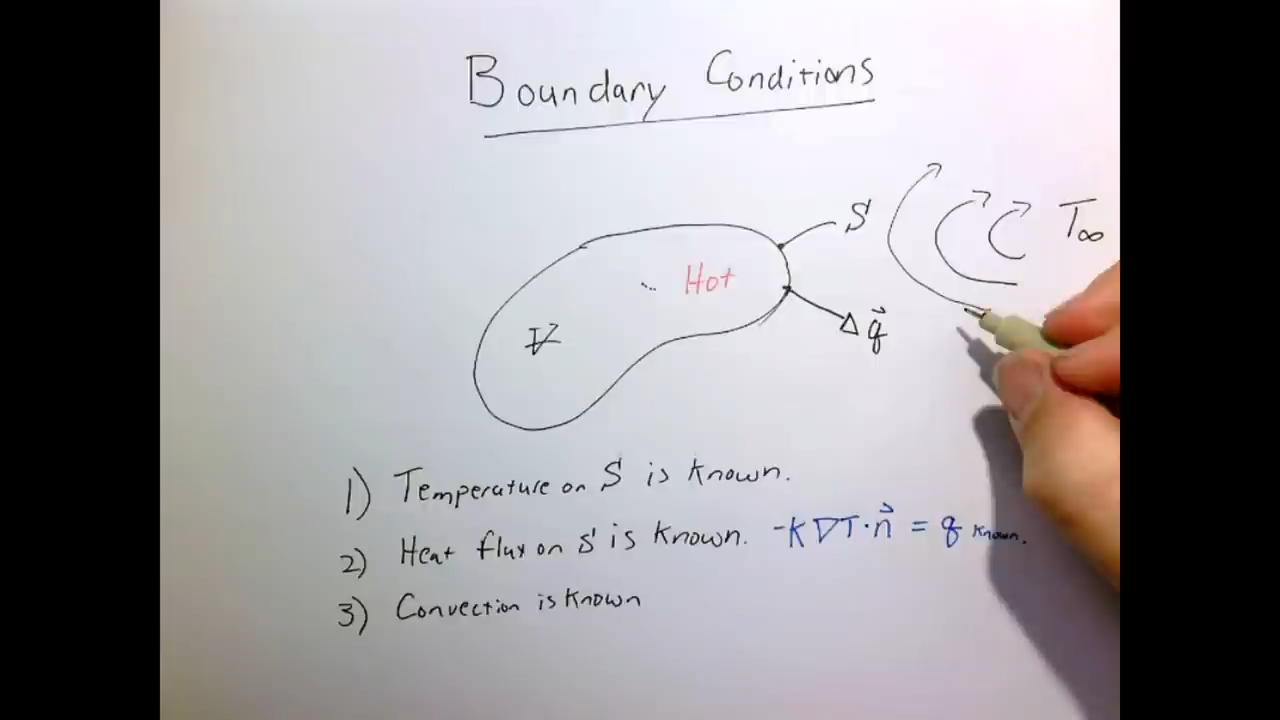 Boundary Conditions
S
T∞
Hot
q⃗
V
1) Temperature on S is known.
2) Heat flux on S is known. -k∇T·n⃗ = q known.
3) Convection is known